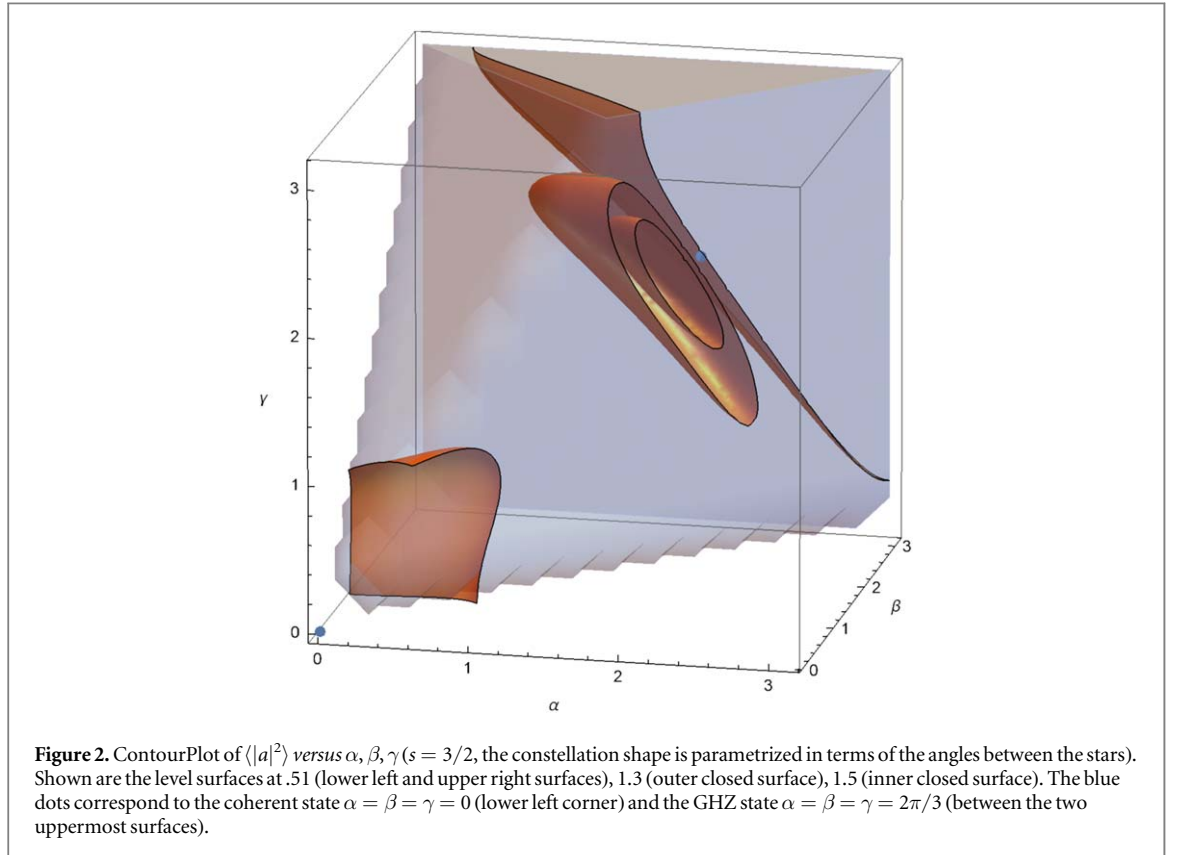 3
2
γ
1
0
0
1
2
3
α
0
1
2
3
β
Figure 2. ContourPlot of ⟨|a|²⟩ versus α, β, γ (s = 3/2, the constellation shape is parametrized in terms of the angles between the stars).
Shown are the level surfaces at .51 (lower left and upper right surfaces), 1.3 (outer closed surface), 1.5 (inner closed surface). The blue
dots correspond to the coherent state α = β = γ = 0 (lower left corner) and the GHZ state α = β = γ = 2π/3 (between the two
uppermost surfaces).